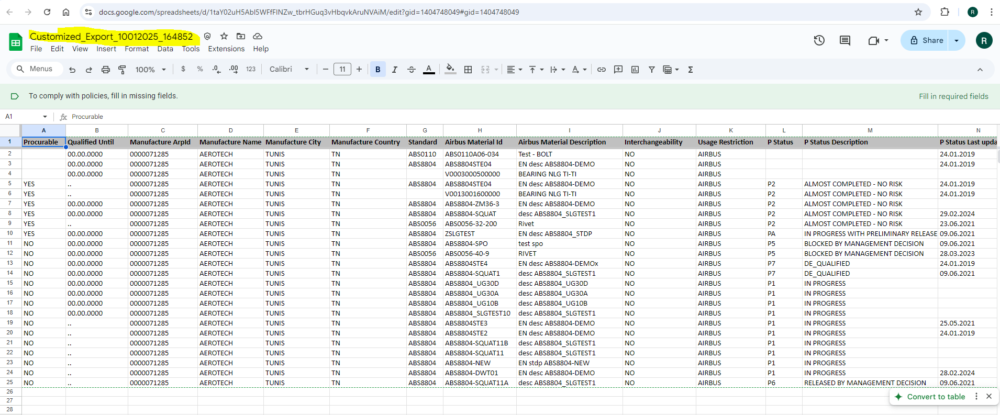 docs.google.com/spreadsheets/d/1taY02uH5AbI5WFfFINZw_tbrHGuq3vHbqvkAruNVAiM/edit?gid=1404748049#gid=1404748049
R
Customized_Export_10012025_164852
File Edit View Insert Format Data Tools Extensions Help
Share
R
Menus 100% $ % .0 .00 123 Calibri 11 B I S A
To comply with policies, fill in missing fields. Fill in required fields
A1 fx Procurable
A B C D E F G H I J K L M N
1 Procurable Qualified Until Manufacture ArpId Manufacture Name Manufacture City Manufacture Country Standard Airbus Material Id Airbus Material Description Interchangeability Usage Restriction P Status P Status Description P Status Last upda
2 00.00.0000 0000071285 AEROTECH TUNIS TN ABS0110 ABS0110A06-034 Test - BOLT NO AIRBUS 24.01.2019
3 00.00.0000 0000071285 AEROTECH TUNIS TN ABS8804 ABS8804STE04 EN desc ABS8804-DEMO NO AIRBUS 24.01.2019
4 00.00.0000 0000071285 AEROTECH TUNIS TN V0003000500000 BEARING NLG TI-TI NO AIRBUS
5 YES .. 0000071285 AEROTECH TUNIS TN ABS8804 ABS8804STE04 EN desc ABS8804-DEMO NO AIRBUS P2 ALMOST COMPLETED - NO RISK 24.01.2019
6 YES .. 0000071285 AEROTECH TUNIS TN V0013001600000 BEARING NLG TI-TI NO AIRBUS P2 ALMOST COMPLETED - NO RISK 24.01.2019
7 YES 00.00.0000 0000071285 AEROTECH TUNIS TN ABS8804 ABS8804-ZM36-3 EN desc ABS8804-DEMO NO AIRBUS P2 ALMOST COMPLETED - NO RISK
8 YES 00.00.0000 0000071285 AEROTECH TUNIS TN ABS8804 ABS8804-SQUAT desc ABS8804_SLGTEST1 NO AIRBUS P2 ALMOST COMPLETED - NO RISK 29.02.2024
9 YES .. 0000071285 AEROTECH TUNIS TN ABS0056 ABS0056-32-200 Rivet NO AIRBUS P2 ALMOST COMPLETED - NO RISK 23.06.2021
10 YES 00.00.0000 0000071285 AEROTECH TUNIS TN ABS8804 ZSLGTEST EN desc ABS8804_STDP NO AIRBUS PA IN PROGRESS WITH PRELIMINARY RELEASE 09.06.2021
11 NO 00.00.0000 0000071285 AEROTECH TUNIS TN ABS8804 ABS8804-SPO test spo NO AIRBUS P5 BLOCKED BY MANAGEMENT DECISION 09.06.2021
12 NO 00.00.0000 0000071285 AEROTECH TUNIS TN ABS0056 ABS0056-40-9 RIVET NO AIRBUS P5 BLOCKED BY MANAGEMENT DECISION 28.03.2023
13 NO 00.00.0000 0000071285 AEROTECH TUNIS TN ABS8804 ABS8804STE4 EN desc ABS8804-DEMOx NO AIRBUS P7 DE_QUALIFIED 24.01.2019
14 NO 00.00.0000 0000071285 AEROTECH TUNIS TN ABS8804 ABS8804-SQUAT1 desc ABS8804_SLGTEST1 NO AIRBUS P7 DE_QUALIFIED 09.06.2021
15 NO 00.00.0000 0000071285 AEROTECH TUNIS TN ABS8804 ABS8804_UG30D desc ABS8804_UG30D NO AIRBUS P1 IN PROGRESS
16 NO 00.00.0000 0000071285 AEROTECH TUNIS TN ABS8804 ABS8804_UG30A desc ABS8804_UG30A NO AIRBUS P1 IN PROGRESS
17 NO 00.00.0000 0000071285 AEROTECH TUNIS TN ABS8804 ABS8804_UG10B desc ABS8804_UG10B NO AIRBUS P1 IN PROGRESS
18 NO 00.00.0000 0000071285 AEROTECH TUNIS TN ABS8804 ABS8804_SLGTEST10 desc ABS8804_SLGTEST1 NO AIRBUS P1 IN PROGRESS
19 NO .. 0000071285 AEROTECH TUNIS TN ABS8804 ABS8804STE3 EN desc ABS8804-DEMO NO AIRBUS P1 IN PROGRESS 25.05.2021
20 NO .. 0000071285 AEROTECH TUNIS TN ABS8804 ABS8804STE2 EN desc ABS8804-DEMO NO AIRBUS P1 IN PROGRESS 24.01.2019
21 NO .. 0000071285 AEROTECH TUNIS TN ABS8804 ABS8804-SQUAT11B desc ABS8804_SLGTEST1 NO AIRBUS P1 IN PROGRESS
22 NO .. 0000071285 AEROTECH TUNIS TN ABS8804 ABS8804-SQUAT11 desc ABS8804_SLGTEST1 NO AIRBUS P1 IN PROGRESS
23 NO .. 0000071285 AEROTECH TUNIS TN ABS8804 ABS8804-NEW EN stdp ABS8804-NEW NO AIRBUS P1 IN PROGRESS
24 NO .. 0000071285 AEROTECH TUNIS TN ABS8804 ABS8804-DWT01 EN desc ABS8804-DEMO NO AIRBUS P1 IN PROGRESS 28.02.2024
25 NO .. 0000071285 AEROTECH TUNIS TN ABS8804 ABS8804-SQUAT11A desc ABS8804_SLGTEST1 NO AIRBUS P6 RELEASED BY MANAGEMENT DECISION 09.06.2021
26
27
28
Convert to table